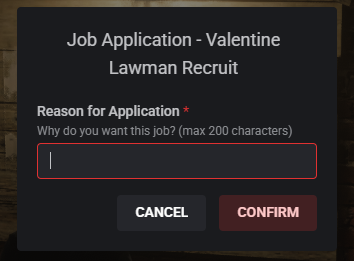 Job Application - Valentine
Lawman Recruit
Reason for Application *
Why do you want this job? (max 200 characters)
CANCEL
CONFIRM